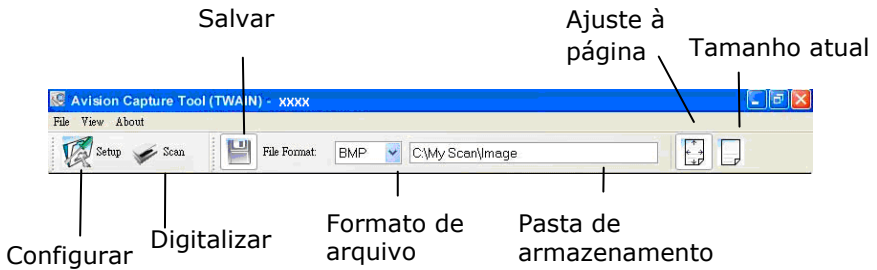 Salvar
Ajuste à
página
Tamanho atual
Avision Capture Tool (TWAIN) - xxxx
File View About
Setup Scan File Format: BMP C:\My Scan\Image
Configurar
Digitalizar
Formato de
arquivo
Pasta de
armazenamento